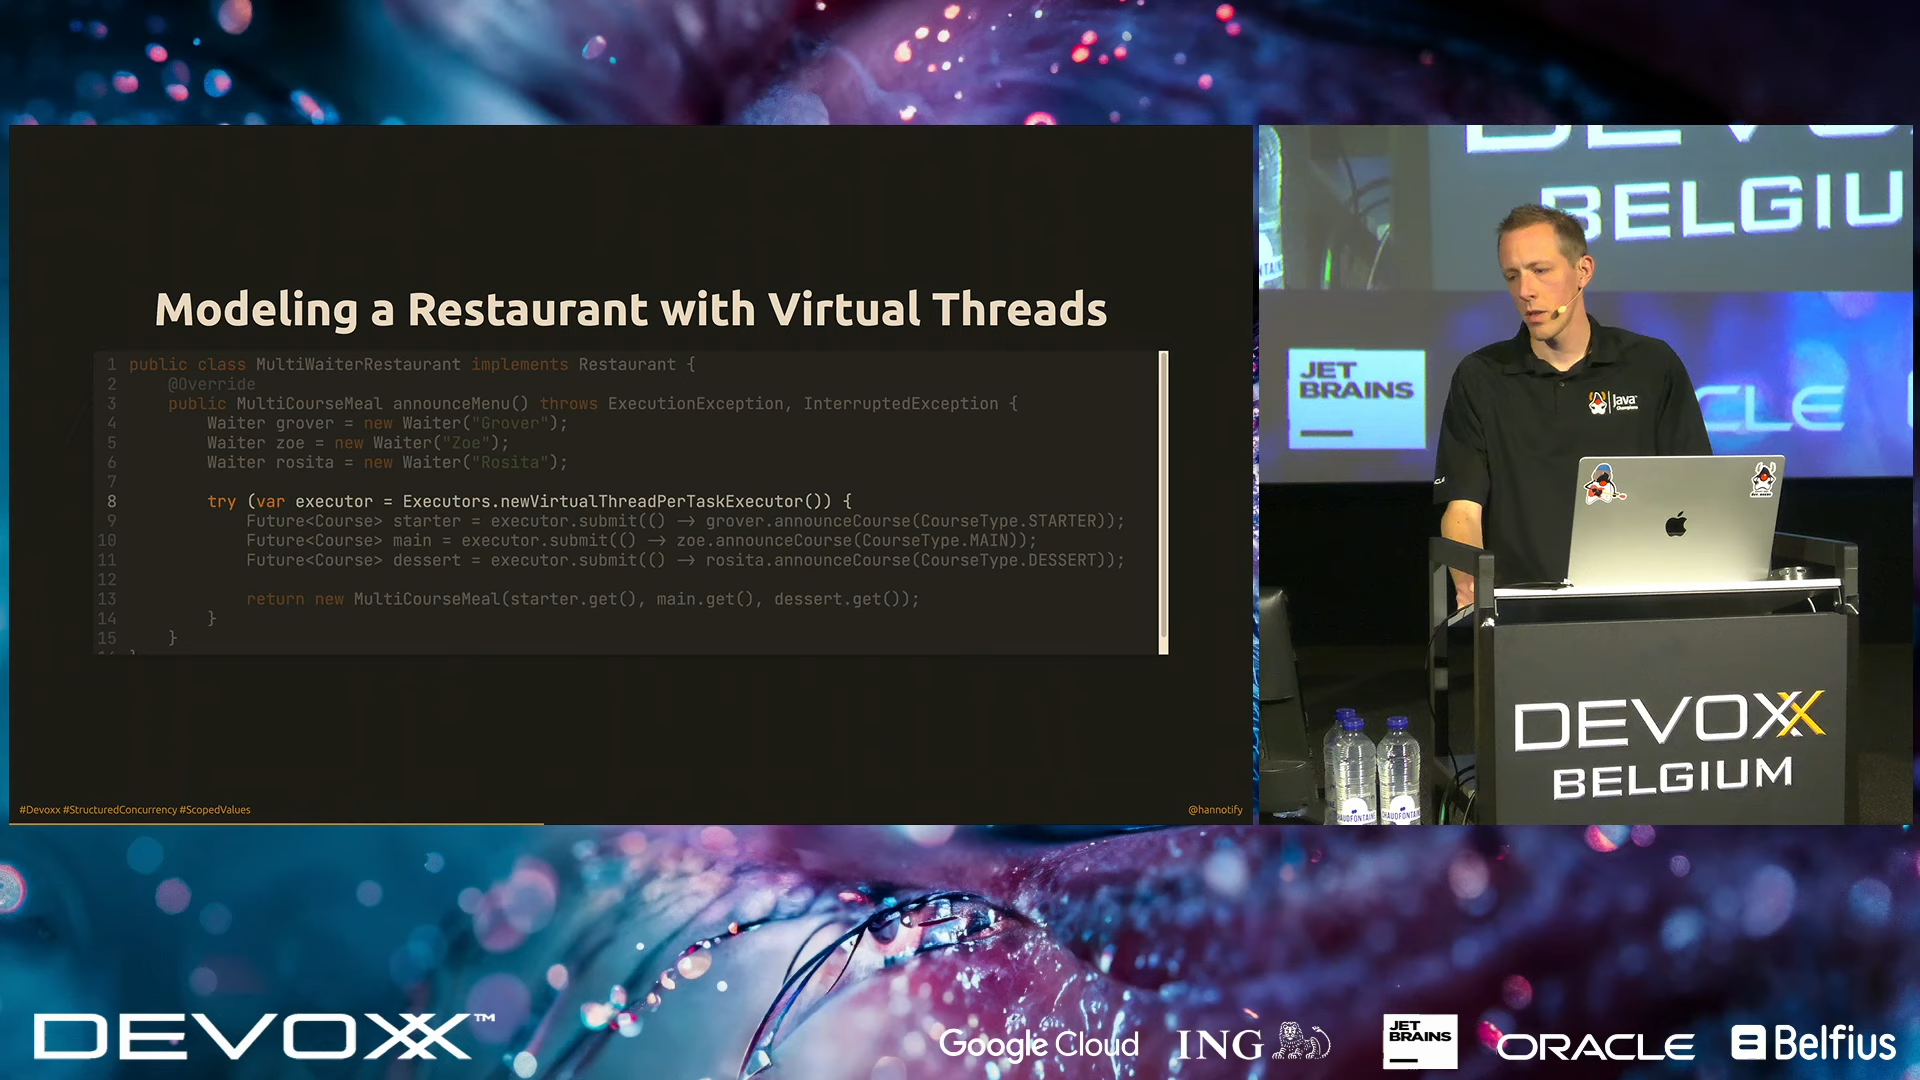 Modeling a Restaurant with Virtual Threads
1 public class MultiWaiterRestaurant implements Restaurant {
2 @Override
3 public MultiCourseMeal announceMenu() throws ExecutionException, InterruptedException {
4 Waiter grover = new Waiter("Grover");
5 Waiter zoe = new Waiter("Zoe");
6 Waiter rosita = new Waiter("Rosita");
7
8 try (var executor = Executors.newVirtualThreadPerTaskExecutor()) {
9 Future<Course> starter = executor.submit(() -> grover.announceCourse(CourseType.STARTER));
10 Future<Course> main = executor.submit(() -> zoe.announceCourse(CourseType.MAIN));
11 Future<Course> dessert = executor.submit(() -> rosita.announceCourse(CourseType.DESSERT));
12
13 return new MultiCourseMeal(starter.get(), main.get(), dessert.get());
14 }
15 }
#Devoxx #StructuredConcurrency #ScopedValues
@hannotify
BELGIU
JET
BRAINS
CLE
Java
Champions
DEVOXX
BELGIUM
CHAUDFONTAINE
DEVOXX™
Google Cloud
ING
JET
BRAINS
ORACLE
Belfius